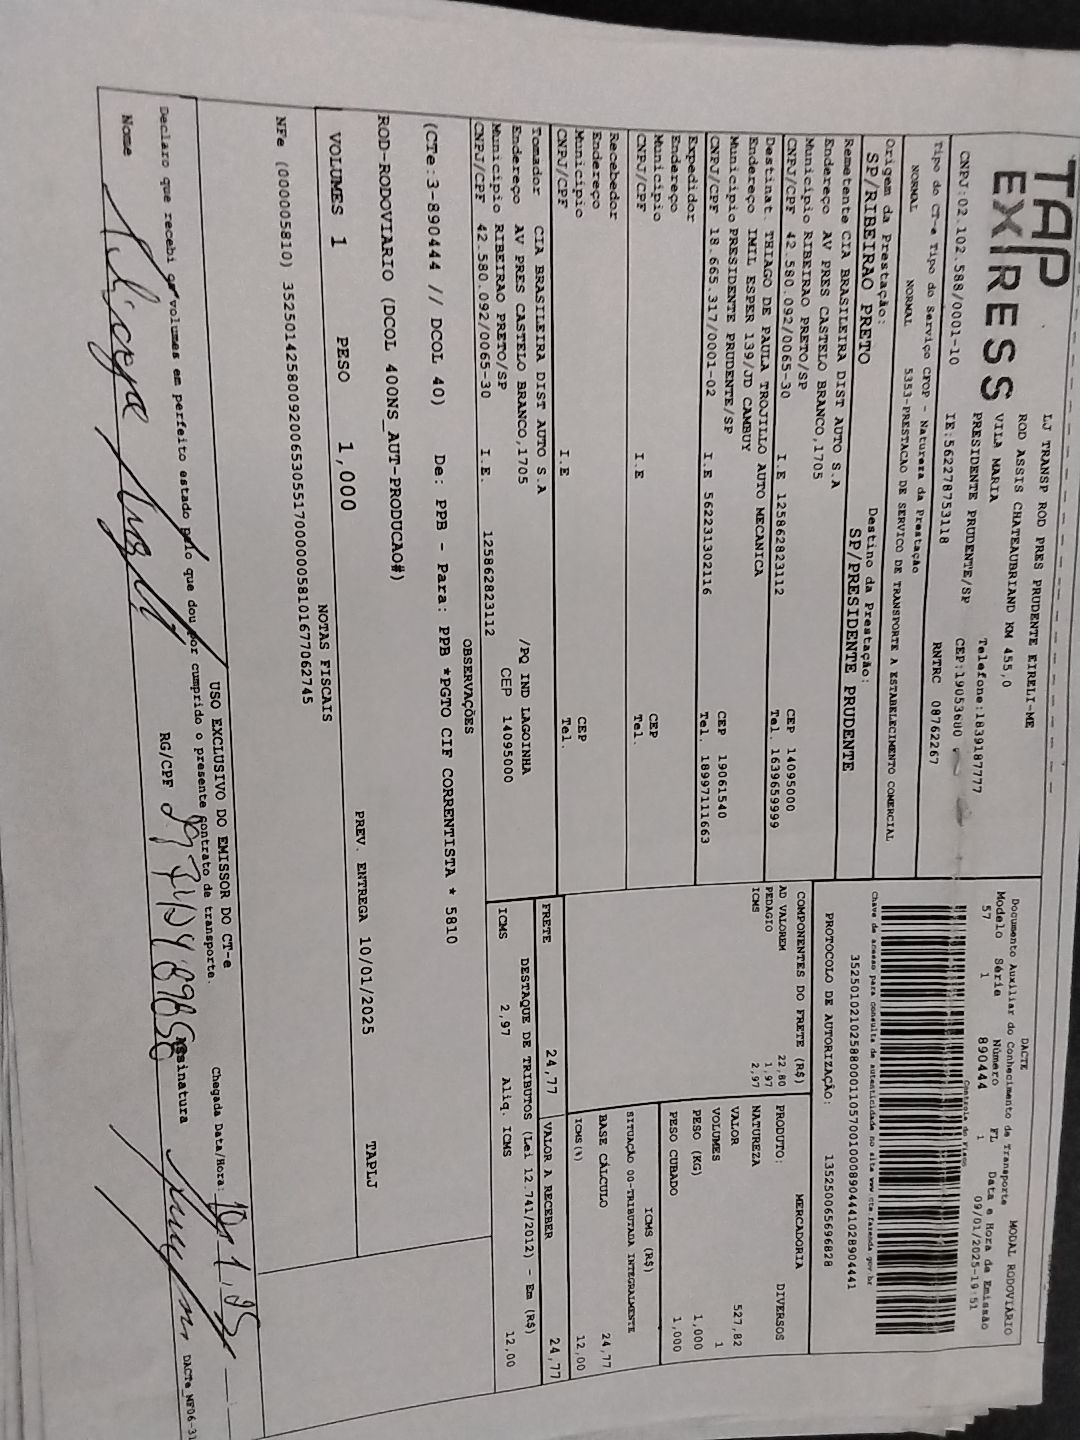 TAP EXPRESS
LJ TRANSP ROD PRES PRUDENTE EIRELI-ME
ROD ASSIS CHATEAUBRIAND KM 455,0
VILA MARIA
Telefone:1839187777
PRESIDENTE PRUDENTE/SP CEP:19053680
CNPJ:02.102.588/0001-10 IE:562278753118 RNTRC 08762267
Tipo do CT-e Tipo do Serviço CFOP - Natureza da Prestação
NORMAL NORMAL 5353-PRESTACAO DE SERVICO DE TRANSPORTE A ESTABELECIMENTO COMERCIAL
Origem da Prestação: Destino da Prestação:
SP/RIBEIRAO PRETO SP/PRESIDENTE PRUDENTE
Remetente CIA BRASILEIRA DIST AUTO S.A
Endereço AV PRES CASTELO BRANCO,1705
Município RIBEIRAO PRETO/SP CEP 14095000
CNPJ/CPF 42.580.092/0065-30 I.E 125862823112 Tel. 1639659999
Destinat. THIAGO DE PAULA TROJILLO AUTO MECANICA
Endereço IMIL ESPER 139/JD CAMBUY
Município PRESIDENTE PRUDENTE/SP CEP 19061540
CNPJ/CPF 18.665.317/0001-02 I.E 562231302116 Tel. 18997111663
Expedidor
Endereço
Município CEP
CNPJ/CPF I.E Tel.
Recebedor
Endereço
Município CEP
CNPJ/CPF I.E Tel.
Tomador CIA BRASILEIRA DIST AUTO S.A
Endereço AV PRES CASTELO BRANCO,1705 /PQ IND LAGOINHA
Município RIBEIRAO PRETO/SP CEP 14095000
CNPJ/CPF 42.580.092/0065-30 I.E. 125862823112
DACTE MODAL RODOVIÁRIO
Documento Auxiliar do Conhecimento de Transporte
Modelo Série Número FL Data e Hora de Emissão
57 1 890444 1 09/01/2025-19:51
Controle do Fisco
Chave de acesso para consulta de autenticidade no site www.cte.fazenda.gov.br
PROTOCOLO DE AUTORIZAÇÃO: 135250065696828
COMPONENTES DO FRETE (R$)
AD VALOREM 22,80
PEDAGIO 1,97
ICMS 2,97
MERCADORIA
PRODUTO: DIVERSOS
NATUREZA
VALOR 527,82
VOLUMES 1
PESO (KG) 1,000
PESO CUBADO 1,000
ICMS (R$)
SITUAÇÃO 00-TRIBUTADA INTEGRALMENTE
BASE CÁLCULO 24,77
ICMS(%) 12,00
FRETE 24,77 VALOR A RECEBER 24,77
DESTAQUE DE TRIBUTOS (Lei 12.741/2012) - Em (R$)
ICMS 2,97 Aliq. ICMS 12,00
OBSERVAÇÕES
(CTe:3-890444 // DCOL 40) De: PPB - Para: PPB *PGTO CIF CORRENTISTA * 5810
ROD-RODOVIARIO (DCOL 400NS_AUT-PRODUCAO#)
VOLUMES 1 PESO 1,000 PREV. ENTREGA 10/01/2025 TAPLJ
NOTAS FISCAIS
USO EXCLUSIVO DO EMISSOR DO CT-e
Chegada Data/Hora:
Declaro que recebi os volumes em perfeito estado pelo que dou por cumprido o presente contrato de transporte.
Nome RG/CPF Assinatura